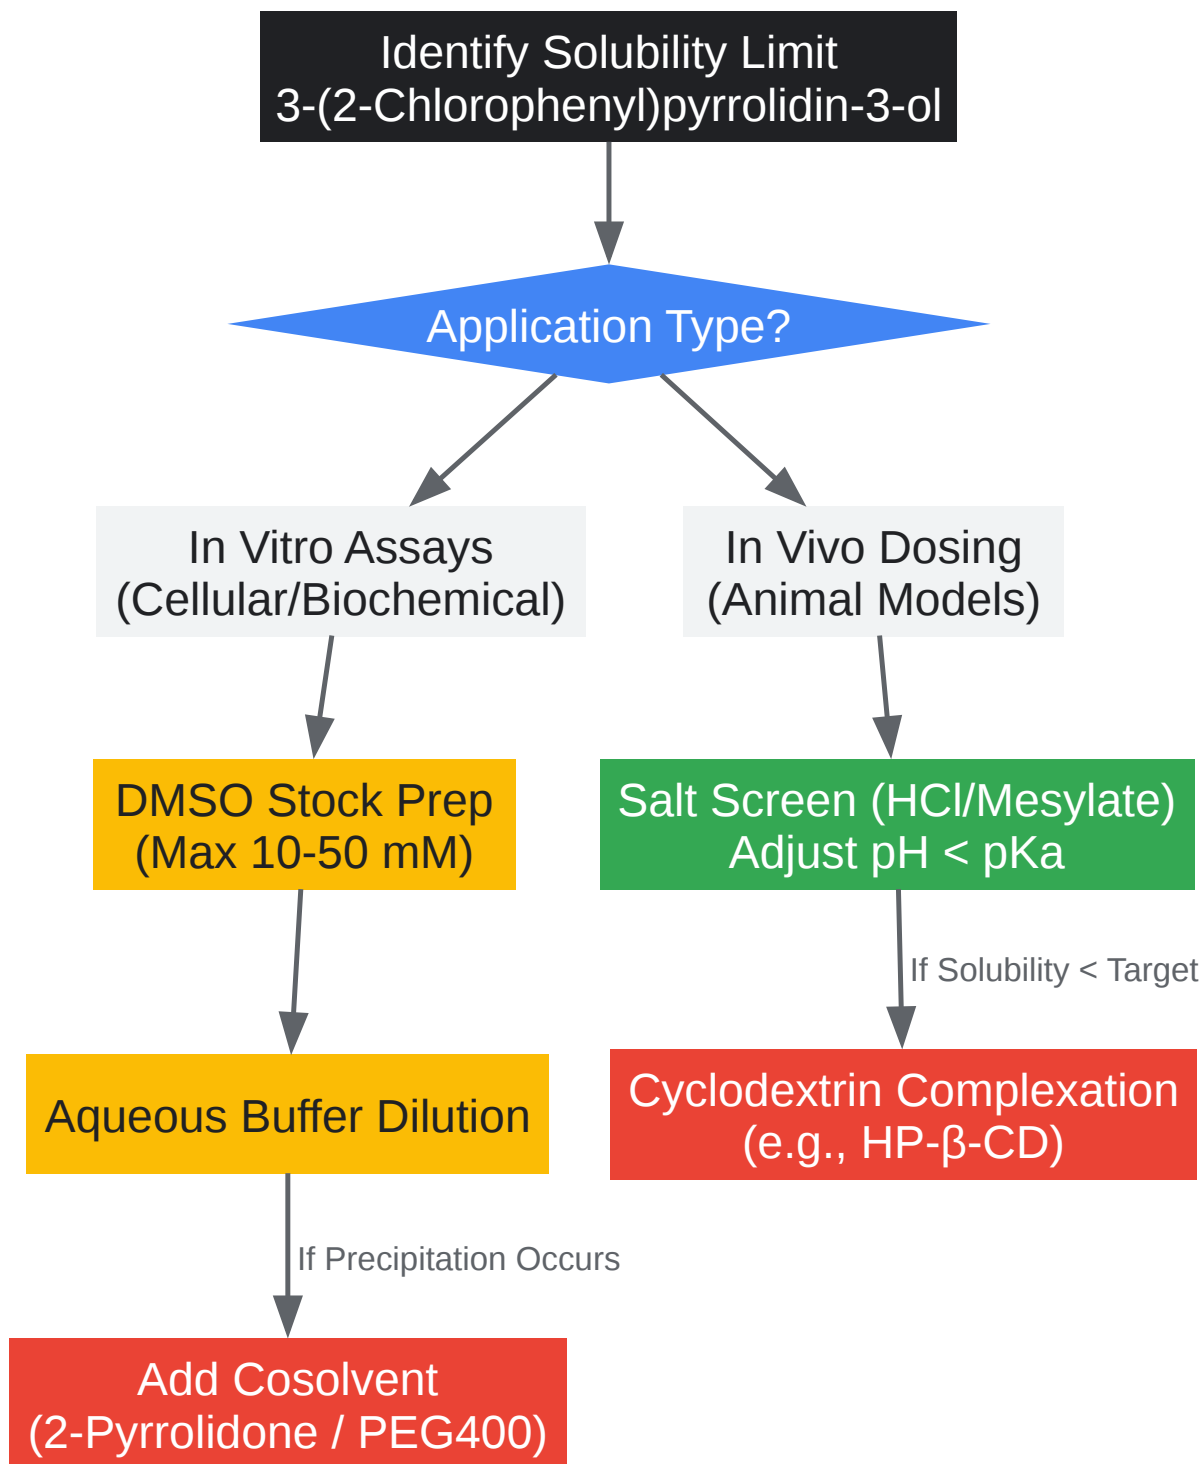 Identify Solubility Limit
3-(2-Chlorophenyl)pyrrolidin-3-ol
Application Type?
In Vitro Assays
(Cellular/Biochemical)
In Vivo Dosing
(Animal Models)
DMSO Stock Prep
(Max 10-50 mM)
Salt Screen (HCl/Mesylate)
Adjust pH < pKa
If Solubility < Target
Aqueous Buffer Dilution
Cyclodextrin Complexation
(e.g., HP-β-CD)
If Precipitation Occurs
Add Cosolvent
(2-Pyrrolidone / PEG400)